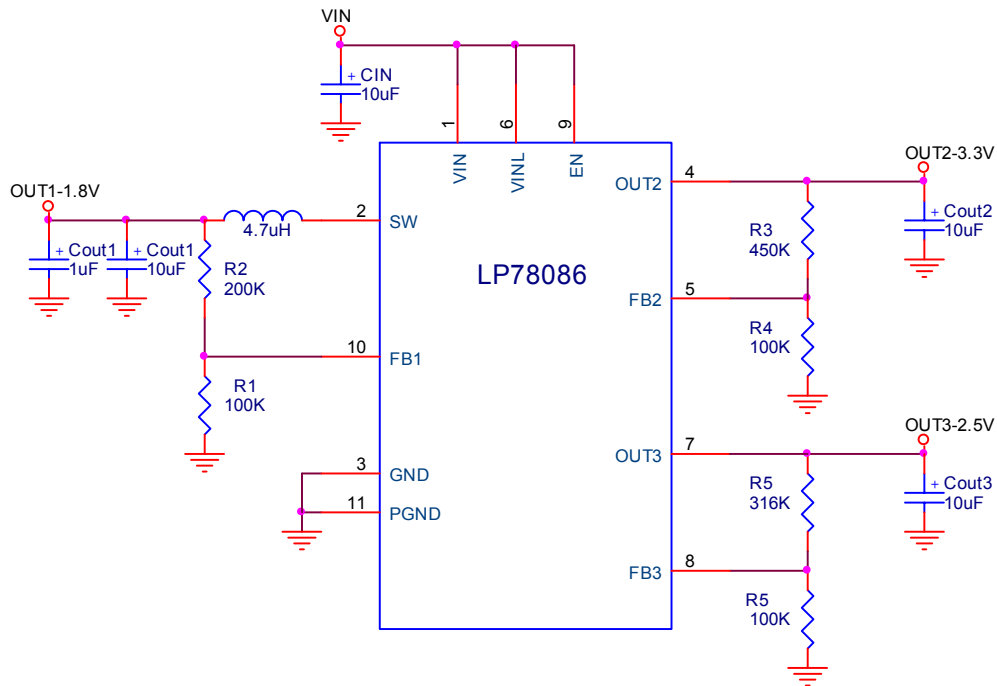 VIN
+ CIN
10uF
1
6
9
VIN
VINL
EN
OUT1-1.8V
+ Cout1
1uF
+ Cout1
10uF
4.7uH
2
SW
R2
200K
10
FB1
R1
100K
3
GND
11
PGND
LP78086
OUT2
4
OUT2-3.3V
R3
450K
+ Cout2
10uF
FB2
5
R4
100K
OUT3
7
OUT3-2.5V
R5
316K
+ Cout3
10uF
FB3
8
R5
100K